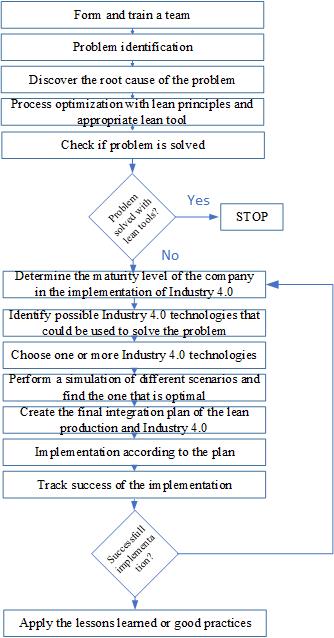 Form and train a team
Problem identification
Discover the root cause of the problem
Process optimization with lean principles and
appropriate lean tool
Check if problem is solved
Problem
solved with
lean tools?
Yes
STOP
No
Determine the maturity level of the company
in the implementation of Industry 4.0
Identify possible Industry 4.0 technologies that
could be used to solve the problem
Choose one or more Industry 4.0 technologies
Perform a simulation of different scenarios and
find the one that is optimal
Create the final integration plan of the lean
production and Industry 4.0
Implementation according to the plan
Track success of the implementation
Successfull
implementa
tion?
Apply the lessons learned or good practices